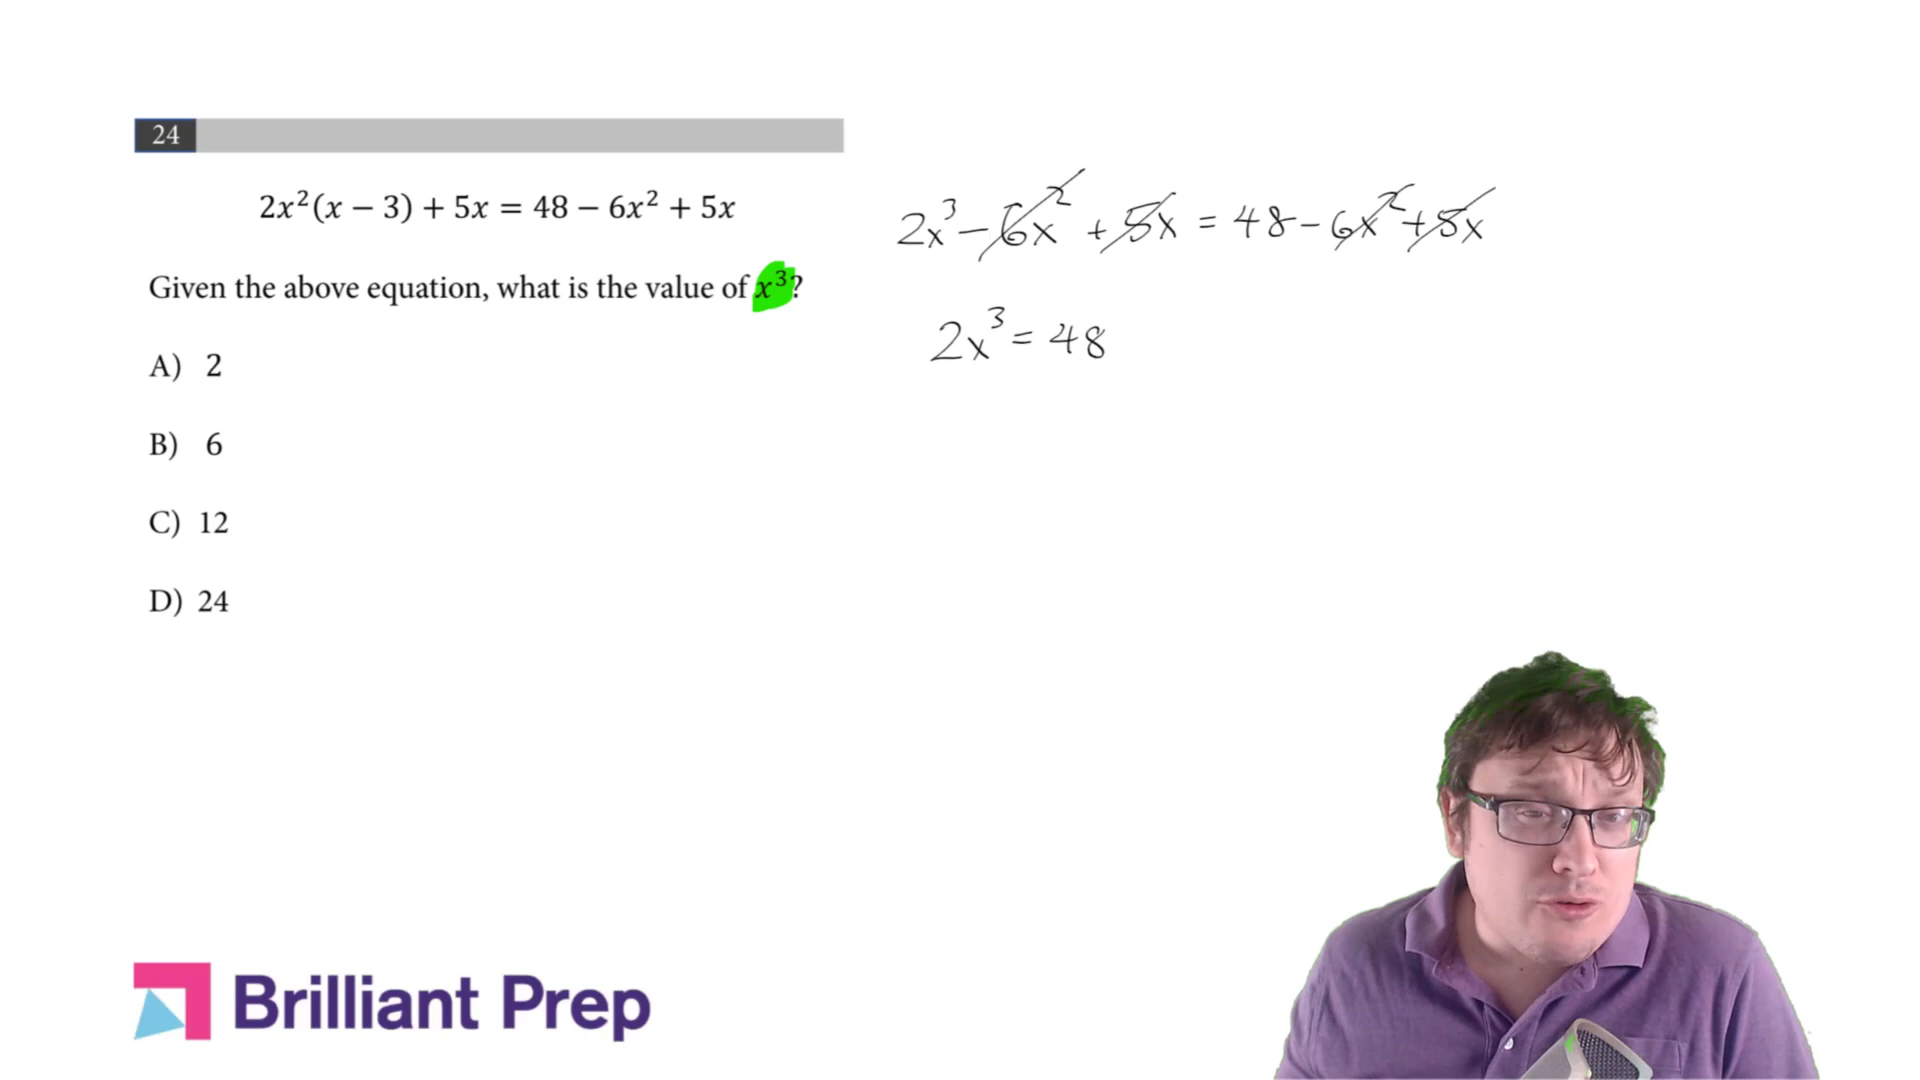 24
2x²(x − 3) + 5x = 48 − 6x² + 5x
Given the above equation, what is the value of x³?
A) 2
B) 6
C) 12
D) 24
2x³ − 6x² + 5x = 48 − 6x² + 5x
2x³ = 48
Brilliant Prep